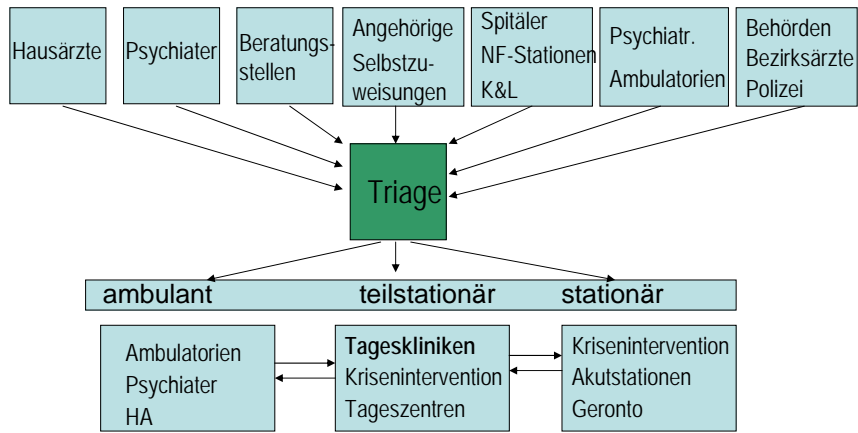 Hausärzte
Psychiater
Beratungs-
stellen
Angehörige
Selbstzu-
weisungen
Spitäler
NF-Stationen
K&L
Psychiatr.
Ambulatorien
Behörden
Bezirksärzte
Polizei
Triage
ambulant
teilstationär
stationär
Ambulatorien
Psychiater
HA
Tageskliniken
Krisenintervention
Tageszentren
Krisenintervention
Akutstationen
Geronto